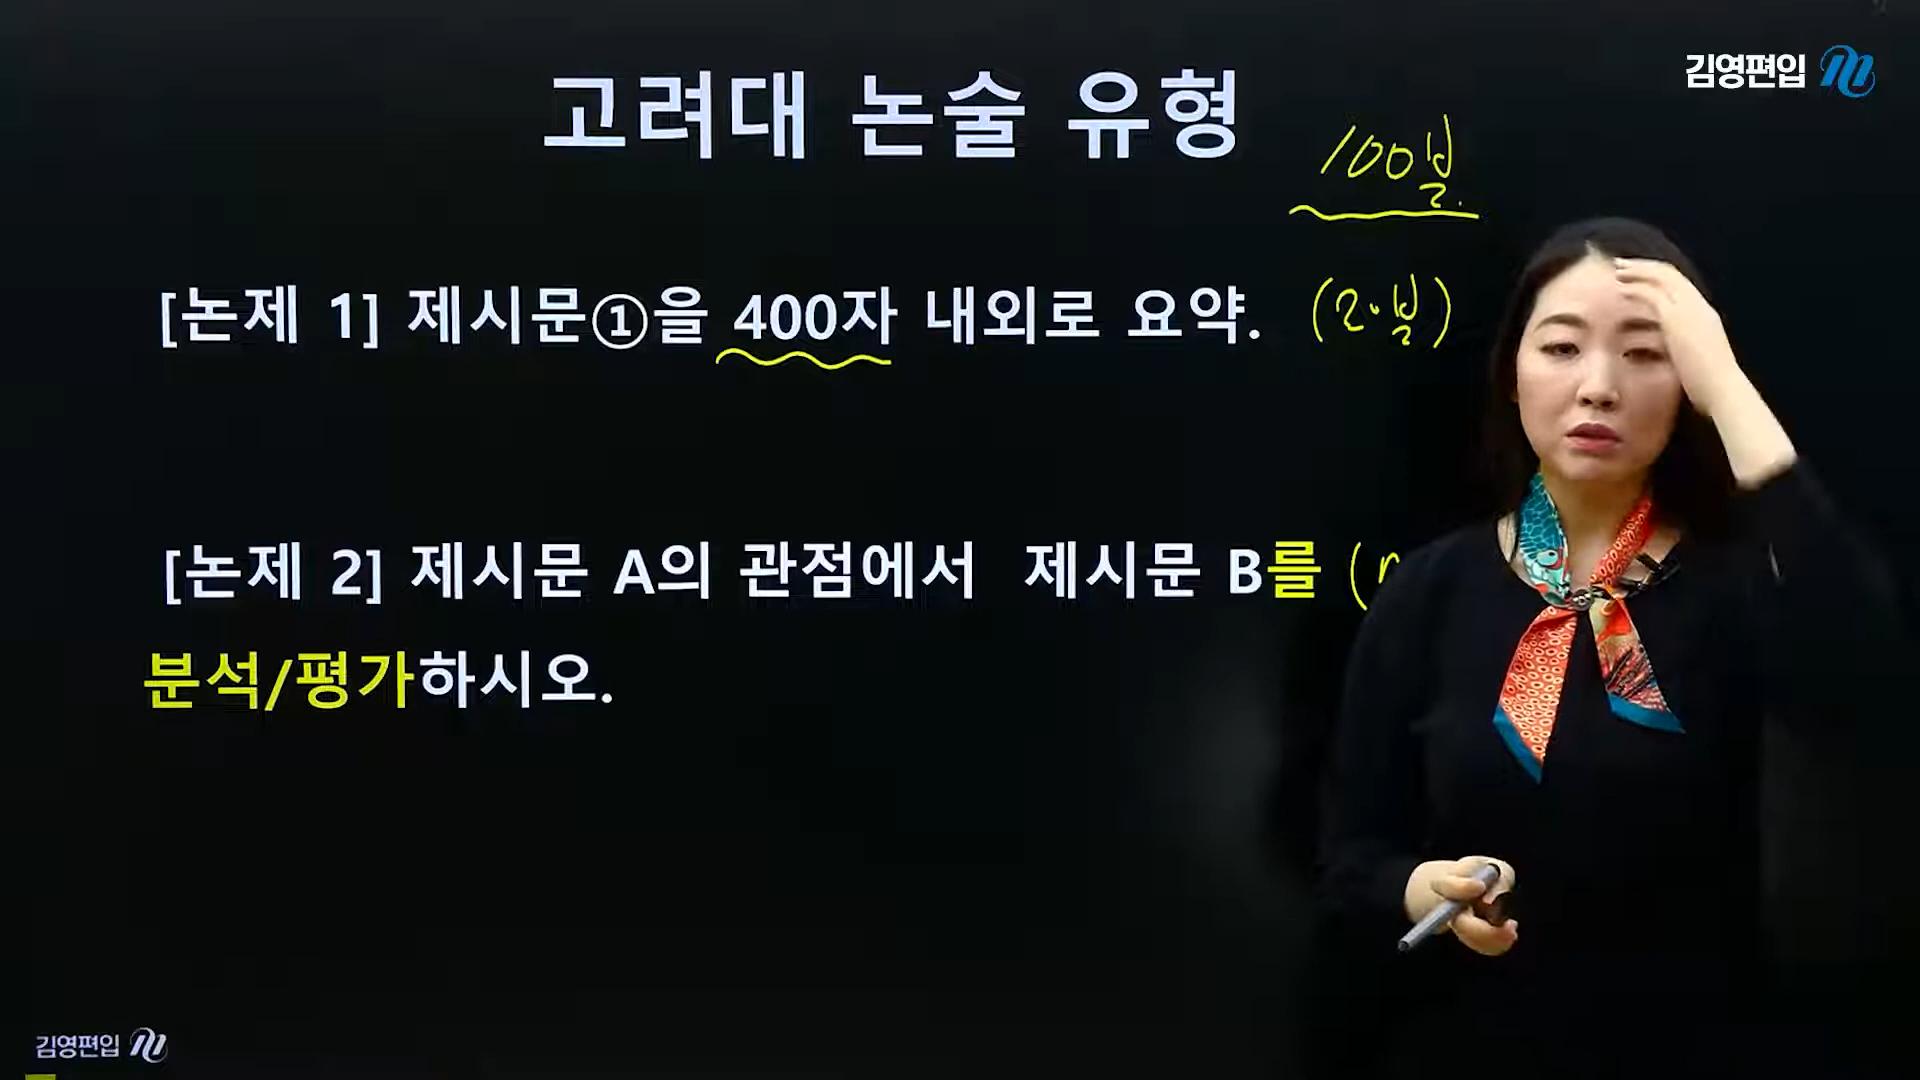 김영편입
고려대 논술 유형
100분.
[논제 1] 제시문①을 400자 내외로 요약. (20분)
[논제 2] 제시문 A의 관점에서 제시문 B를 (
분석/평가하시오.
김영편입